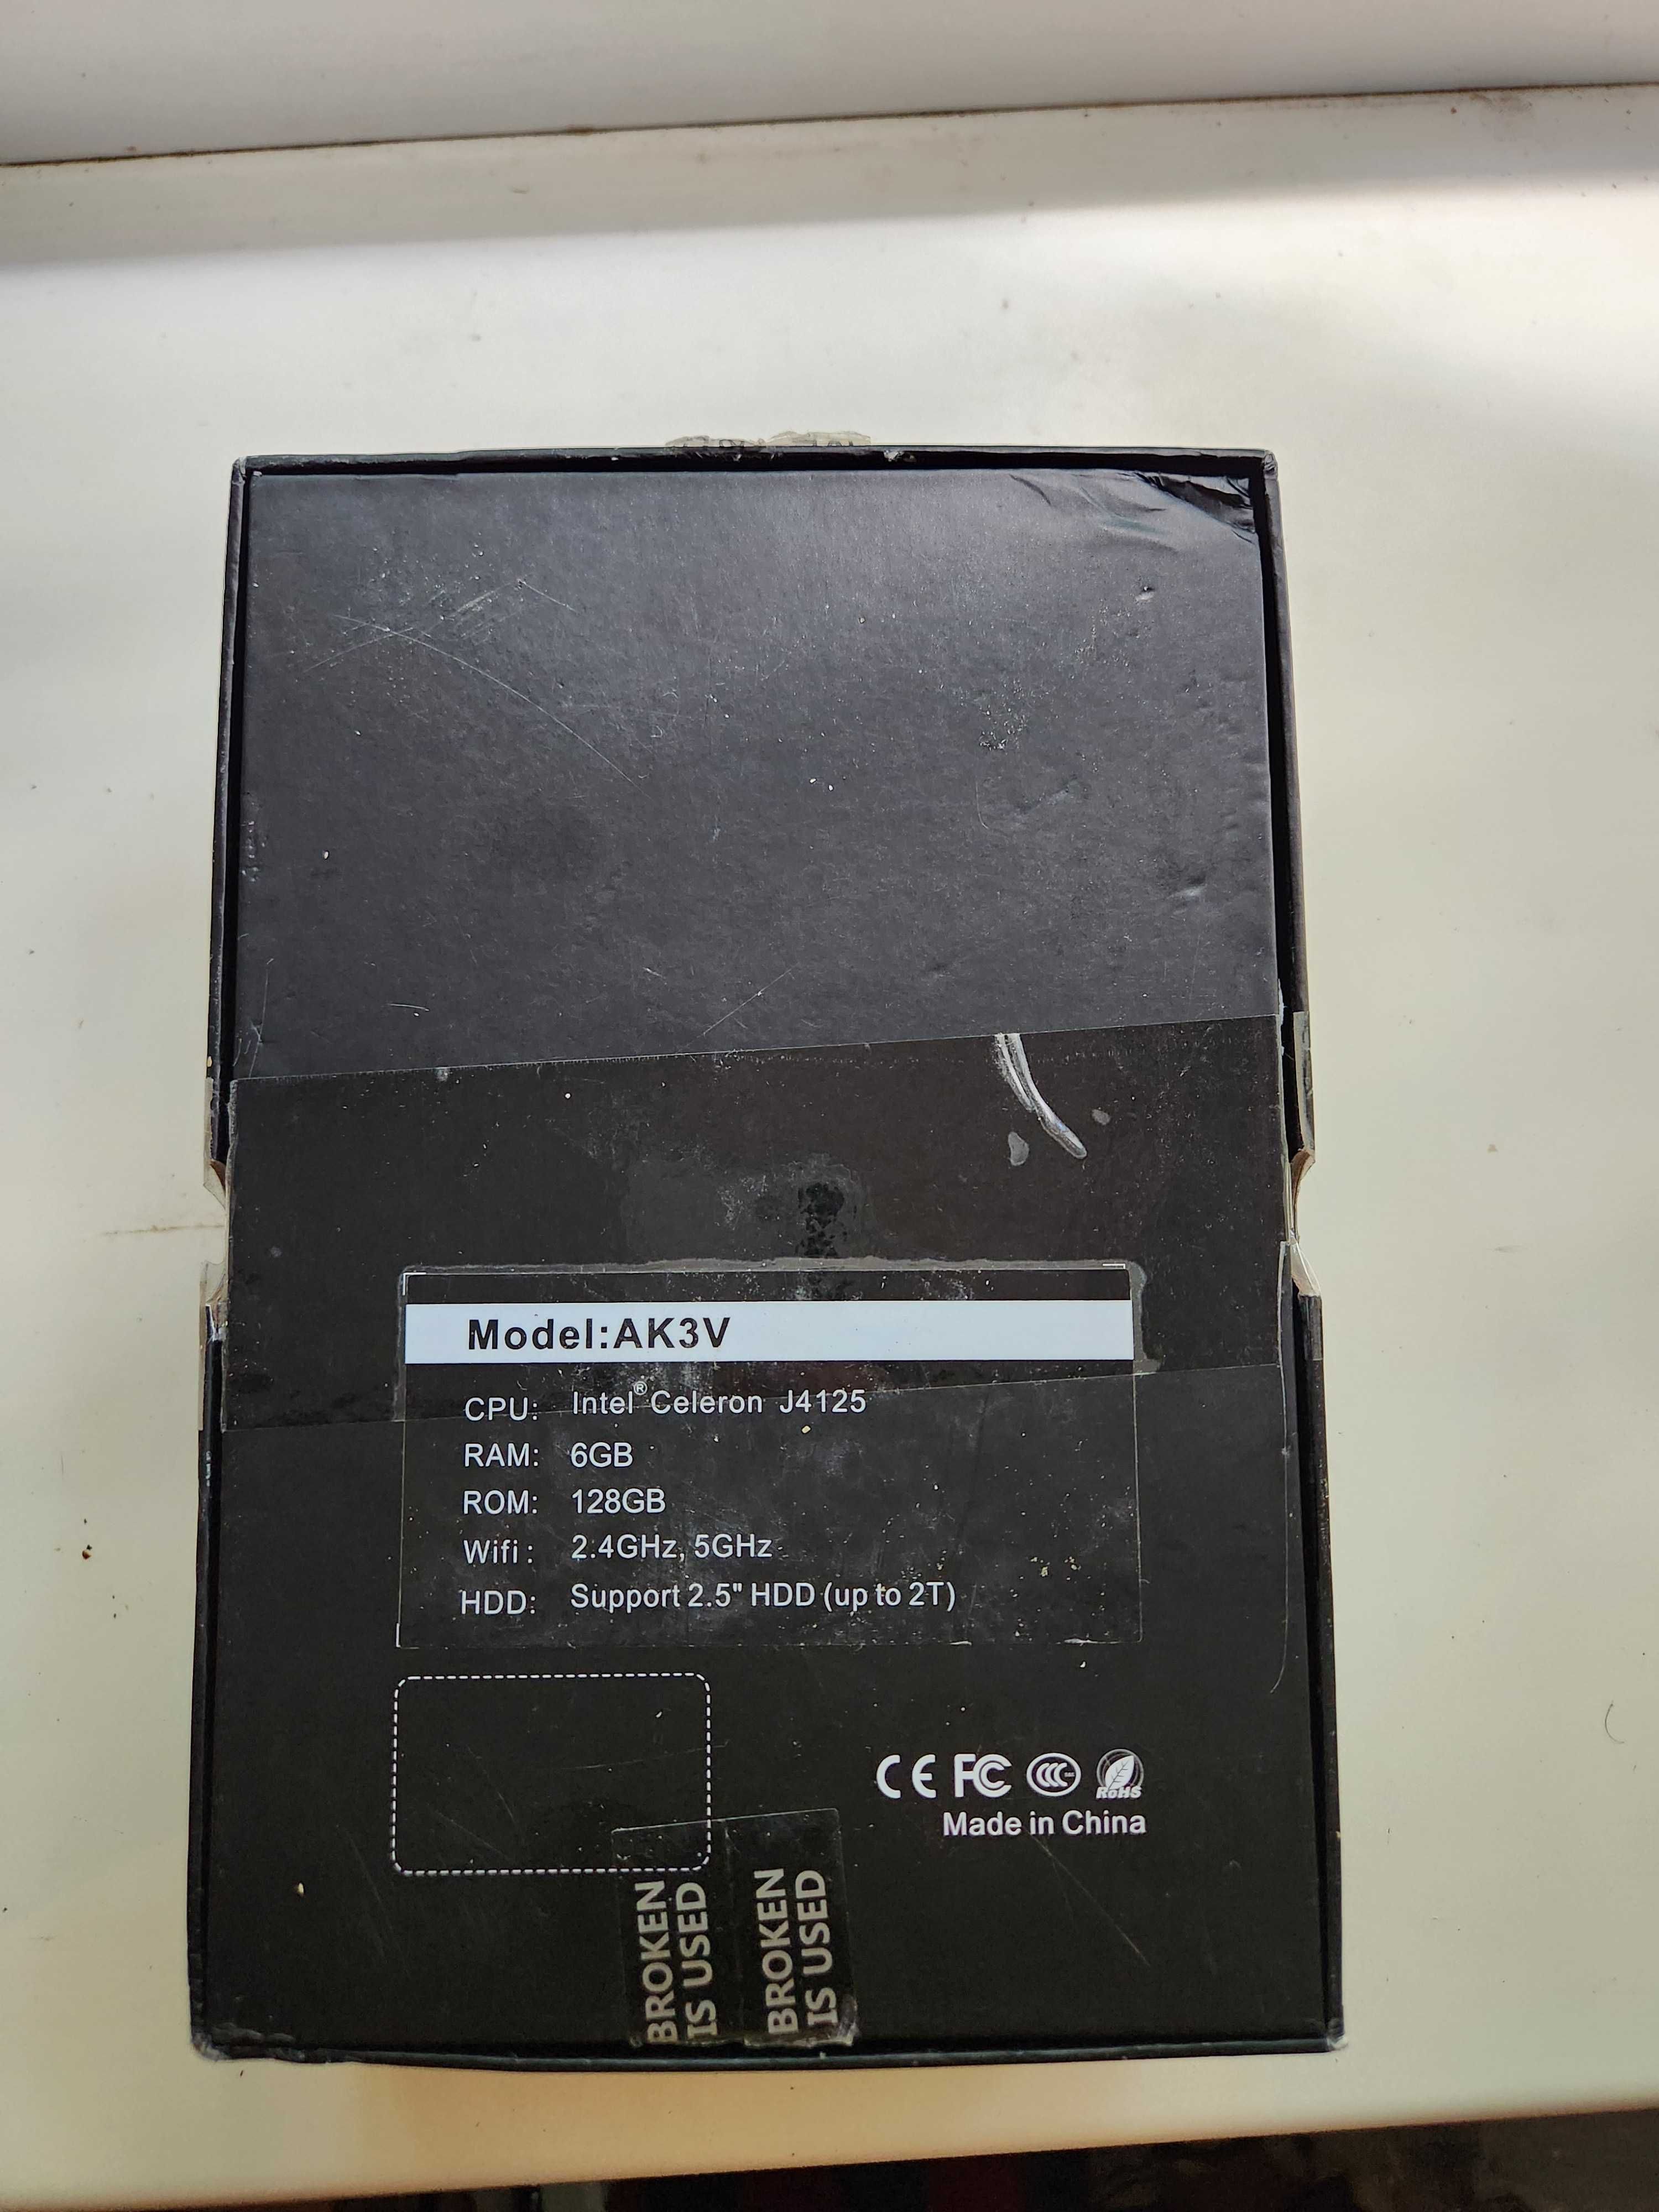 Model:AK3V
CPU: Intel® Celeron J4125
RAM: 6GB
ROM: 128GB
Wifi: 2.4GHz, 5GHz
HDD: Support 2.5" HDD (up to 2T)
CE FC CCC RoHS
Made in China
BROKEN
IS USED
BROKEN
IS USED